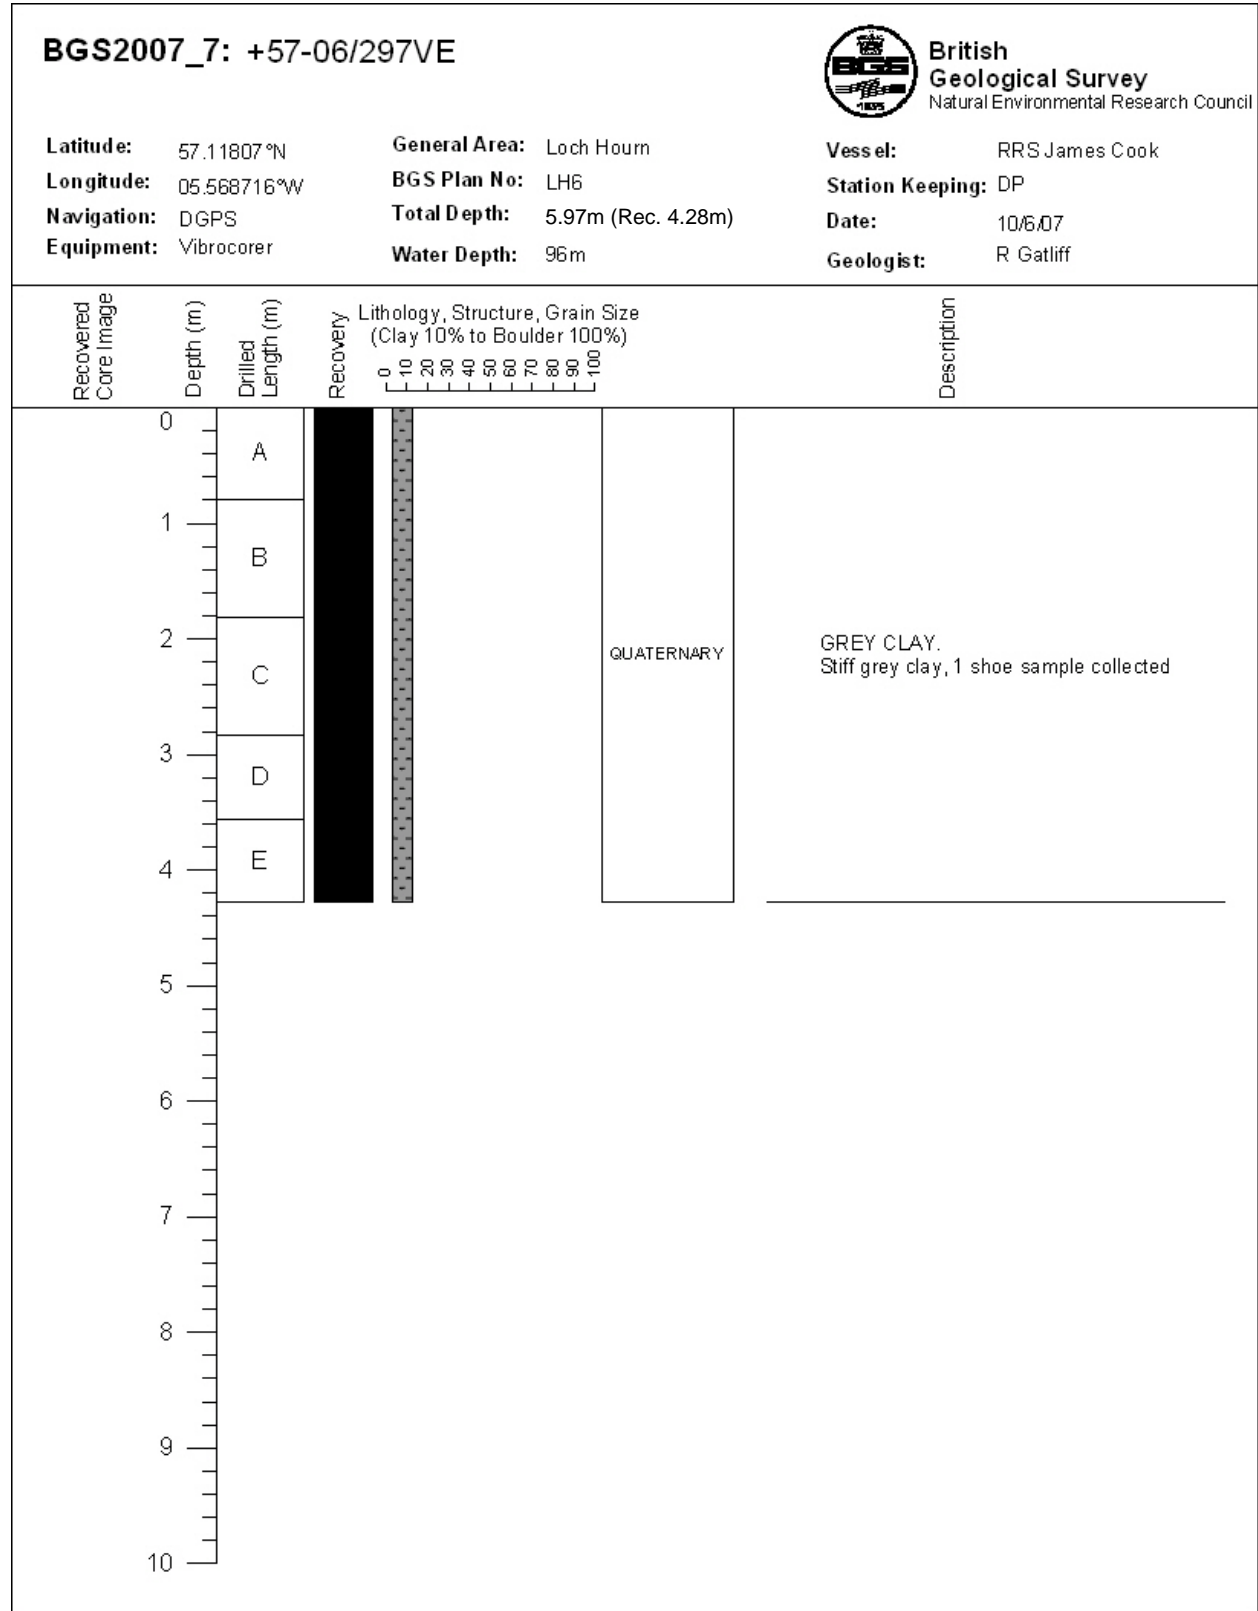 BGS2007_7: +57-06/297VE
BGS
1835
British
Geological Survey
Natural Environmental Research Council
Latitude: 57.11807°N
Longitude: 05.568716°W
Navigation: DGPS
Equipment: Vibrocorer
General Area: Loch Hourn
BGS Plan No: LH6
Total Depth: 5.97m (Rec. 4.28m)
Water Depth: 96m
Vessel: RRS James Cook
Station Keeping: DP
Date: 10/6/07
Geologist: R Gatliff
Recovered
Core Image
Depth (m)
Drilled
Length (m)
Recovery
Lithology, Structure, Grain Size
(Clay 10% to Boulder 100%)
0 10 20 30 40 50 60 70 80 90 100
Description
0
A
1
B
2
C
3
D
4
E
5
6
7
8
9
10
QUATERNARY
GREY CLAY.
Stiff grey clay, 1 shoe sample collected